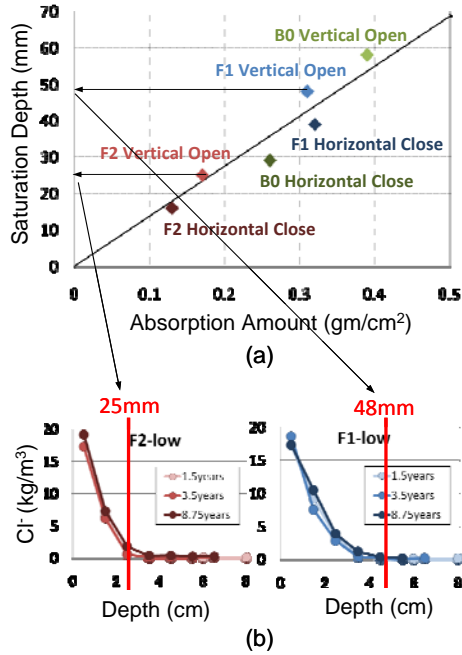 70
60
50
40
30
20
10
0
Saturation Depth (mm)
B0 Vertical Open
F1 Vertical Open
F1 Horizontal Close
F2 Vertical Open
B0 Horizontal Close
F2 Horizontal Close
0 0.1 0.2 0.3 0.4 0.5
Absorption Amount (gm/cm²)
(a)
25mm 48mm
Cl⁻ (kg/m³)
20
15
10
5
0
F2-low
1.5years
3.5years
8.75years
0 2 4 6 8
Depth (cm)
20
15
10
5
0
F1-low
1.5years
3.5years
8.75years
0 2 4 6 8
Depth (cm)
(b)